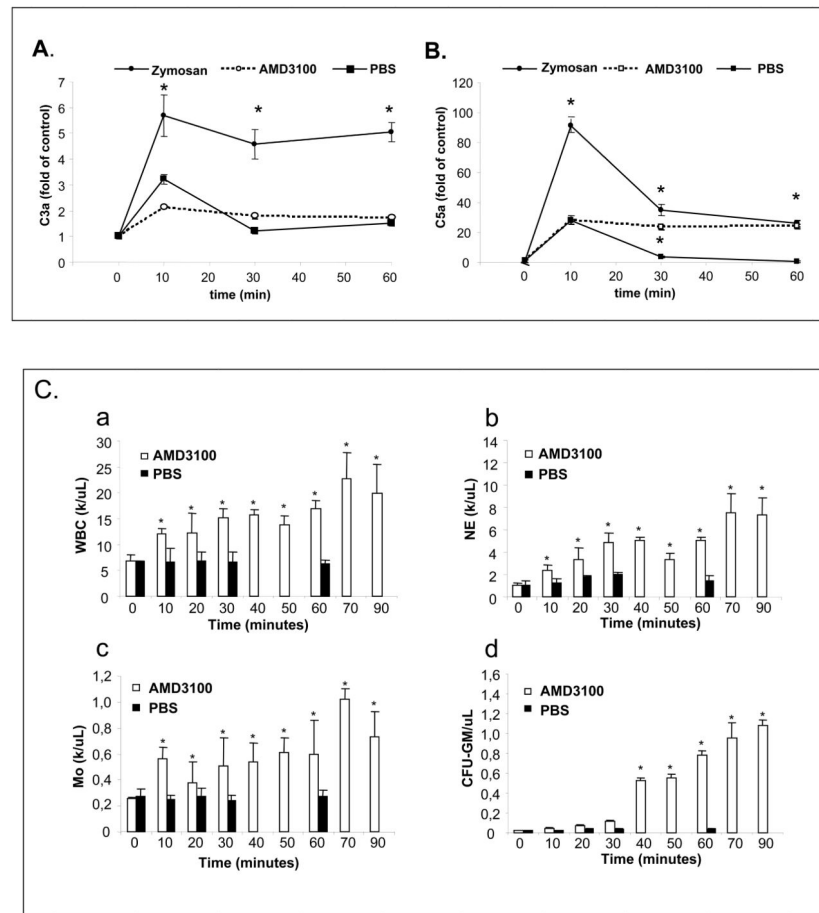 A.
Zymosan AMD3100 PBS
C3a (fold of control)
7
6
5
4
3
2
1
0
* * *
0 10 20 30 40 50 60
time (min)
B.
Zymosan AMD3100 PBS
C5a (fold of control)
120
100
80
60
40
20
0
* * *
*
0 10 20 30 40 50 60
time (min)
C.
a
AMD3100
PBS
WBC (k/uL)
30
25
20
15
10
5
0
* * * * * * * *
0 10 20 30 40 50 60 70 90
Time (minutes)
b
AMD3100
PBS
NE (k/uL)
14
12
10
8
6
4
2
0
* * * * * * * *
0 10 20 30 40 50 60 70 90
Time (minutes)
c
AMD3100
PBS
Mo (k/uL)
1,2
1,0
0,8
0,6
0,4
0,2
0
* * * * * * * *
0 10 20 30 40 50 60 70 90
Time (minutes)
d
AMD3100
PBS
CFU-GM/uL
1,6
1,4
1,2
1,0
0,8
0,6
0,4
0,2
0
* * * * *
0 10 20 30 40 50 60 70 90
Time (minutes)